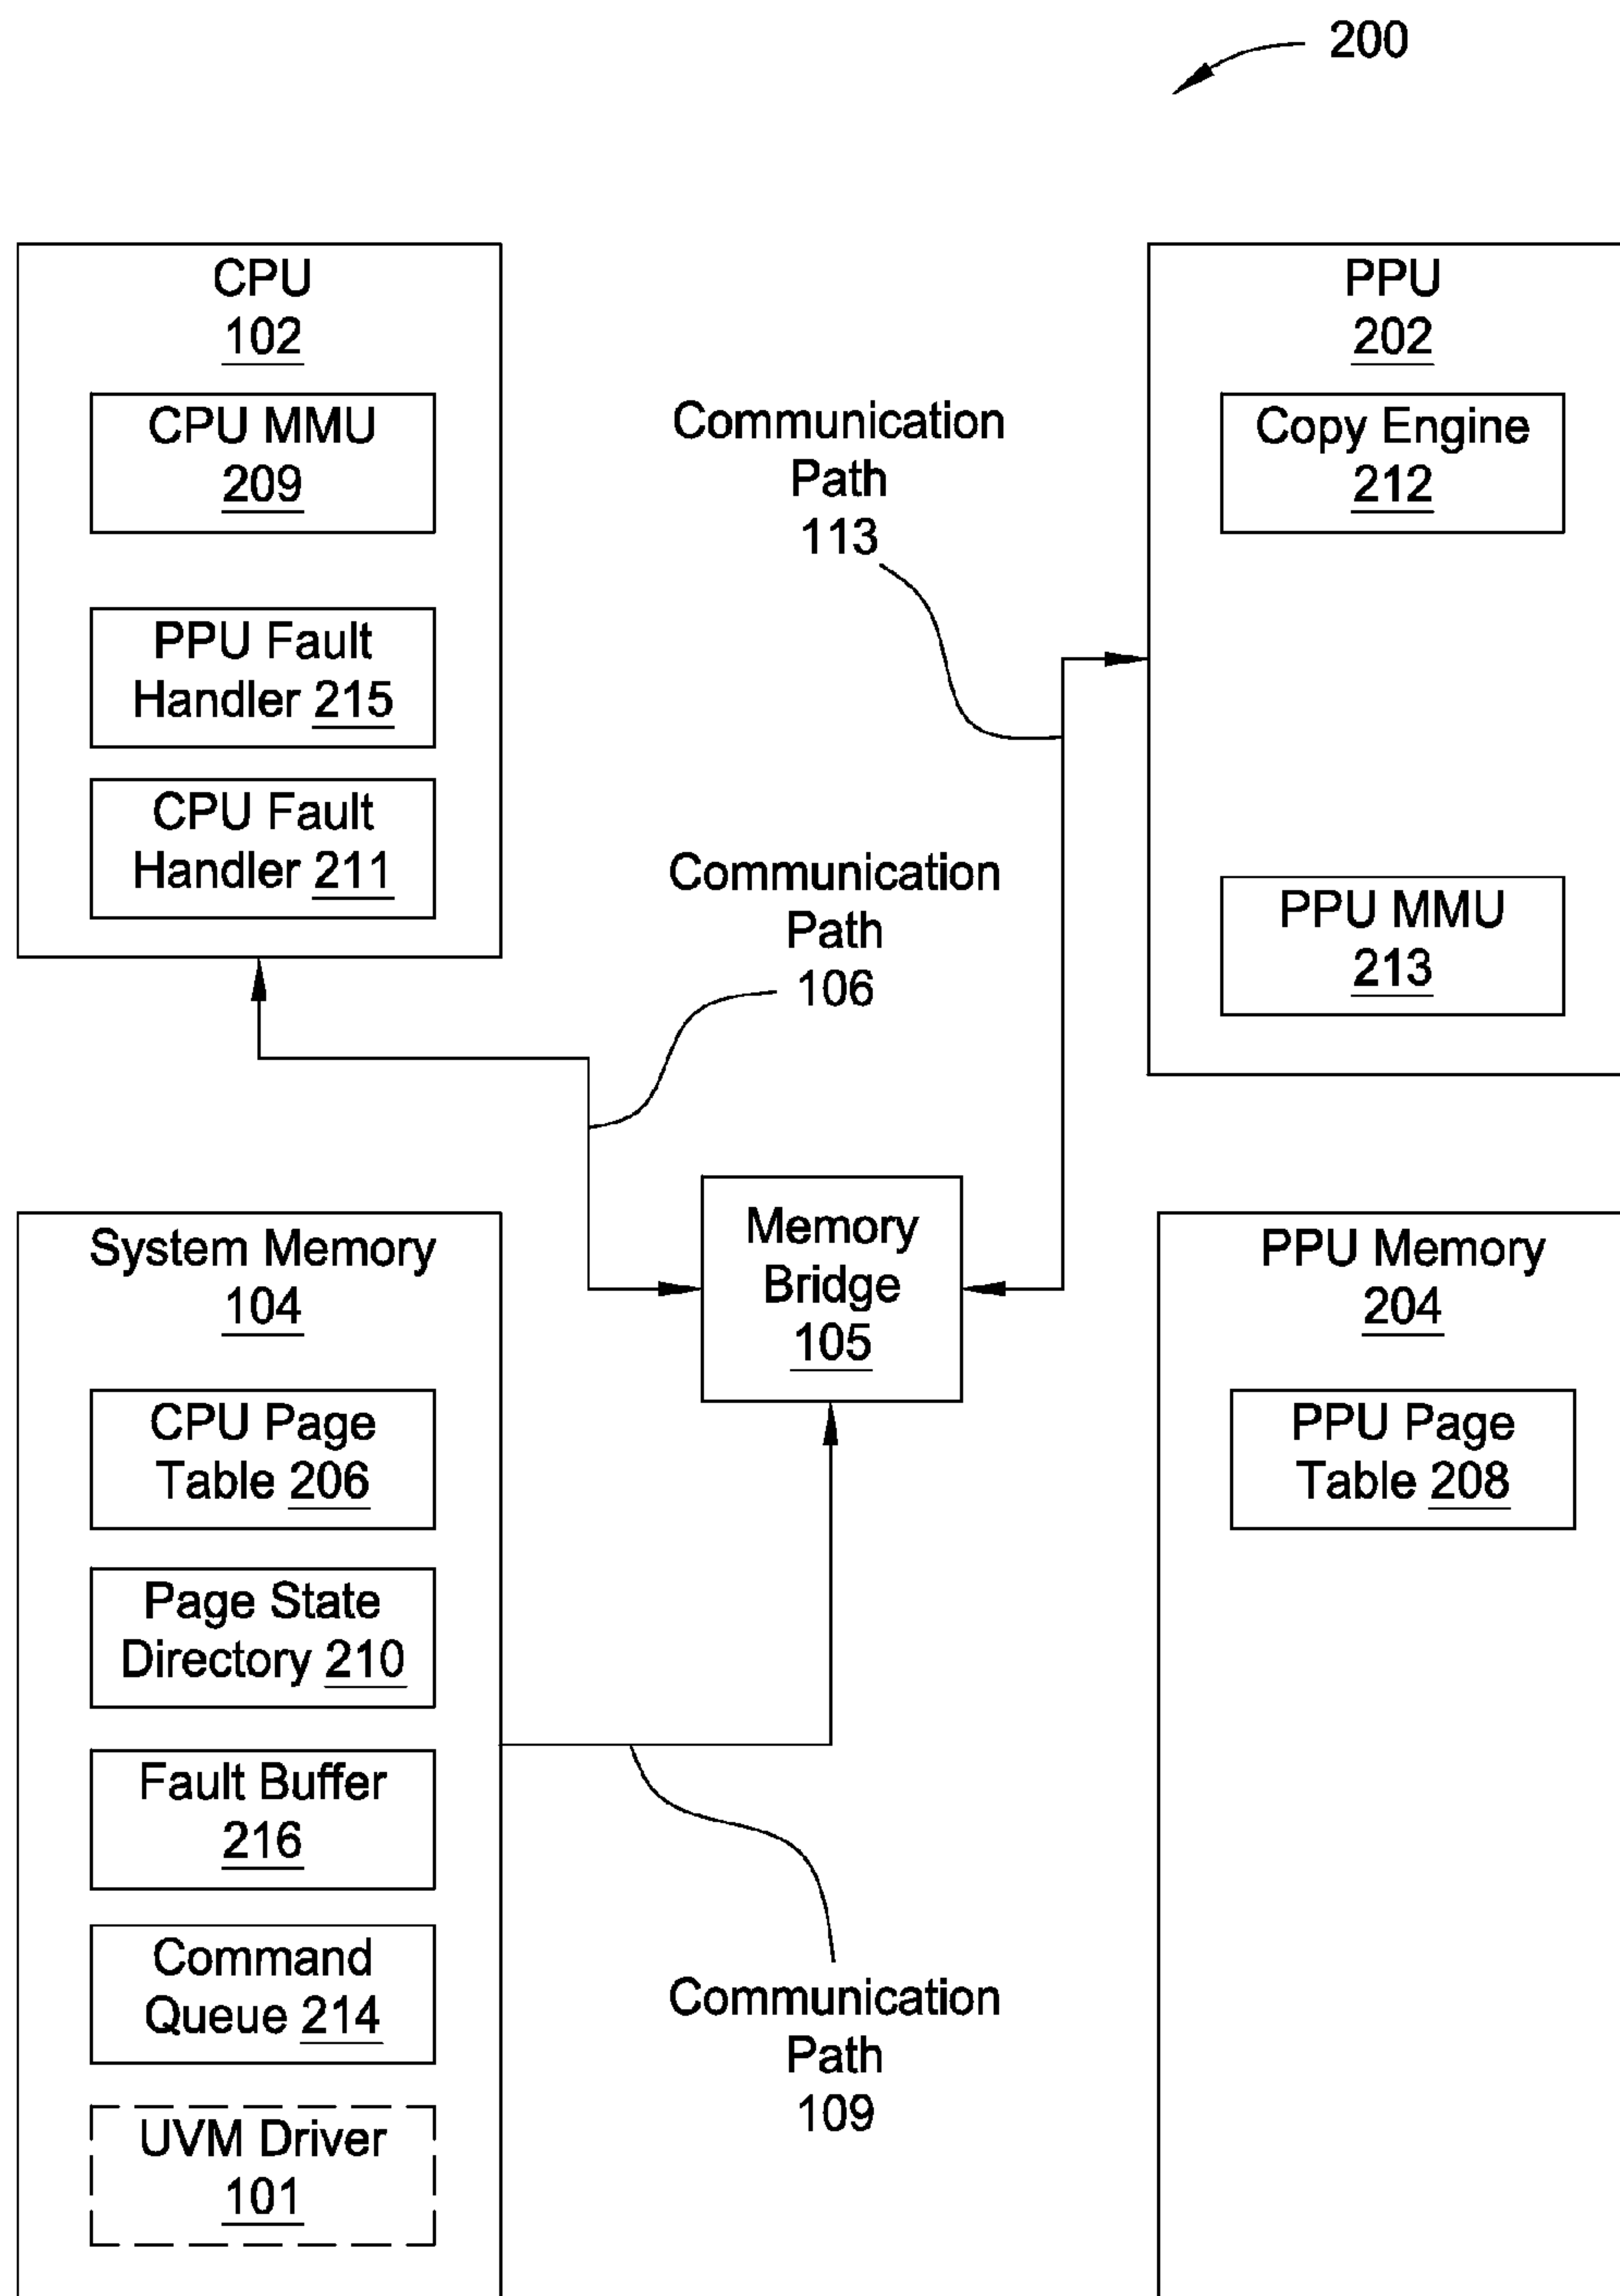 200
CPU
102
CPU MMU
209
PPU Fault
Handler 215
CPU Fault
Handler 211
Communication
Path
113
Communication
Path
106
PPU
202
Copy Engine
212
PPU MMU
213
System Memory
104
CPU Page
Table 206
Page State
Directory 210
Fault Buffer
216
Command
Queue 214
UVM Driver
101
Memory
Bridge
105
Communication
Path
109
PPU Memory
204
PPU Page
Table 208